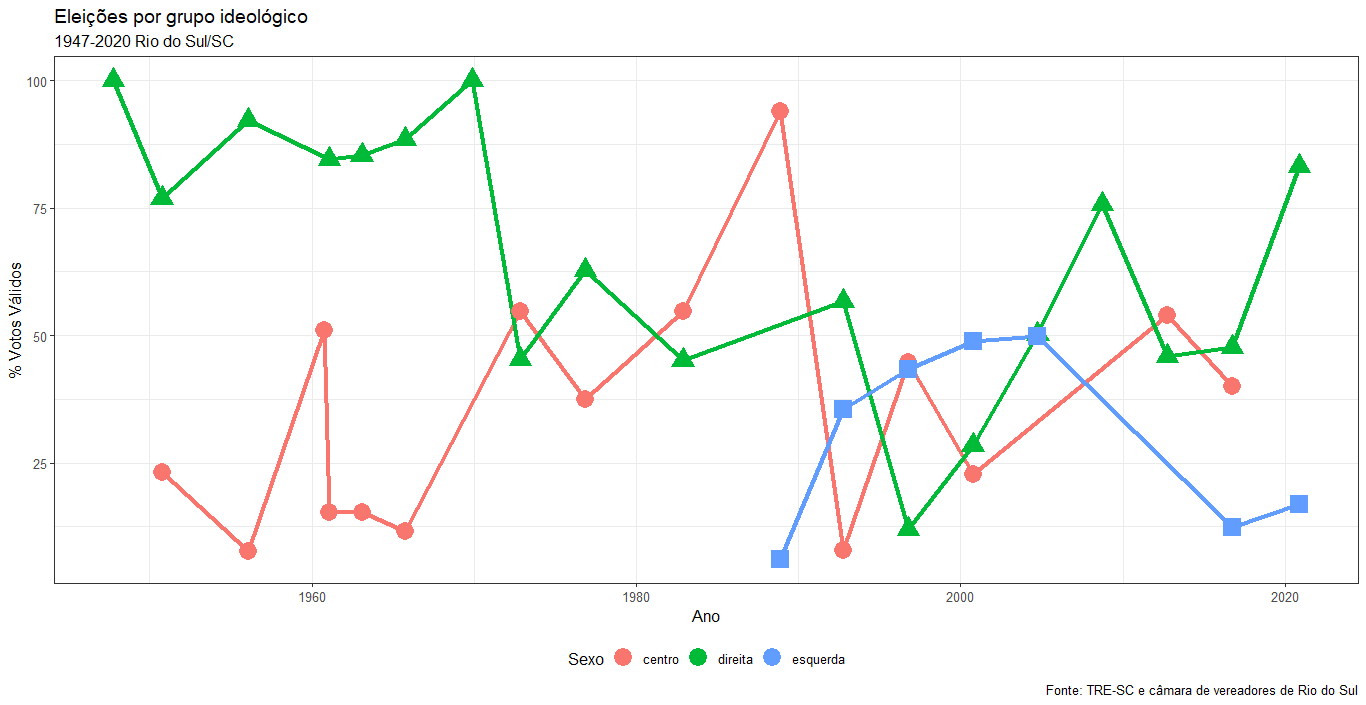 Eleições por grupo ideológico
1947-2020 Rio do Sul/SC
% Votos Válidos
100
75
50
25
1960
1980
2000
2020
Ano
Sexo centro direita esquerda
Fonte: TRE-SC e câmara de vereadores de Rio do Sul